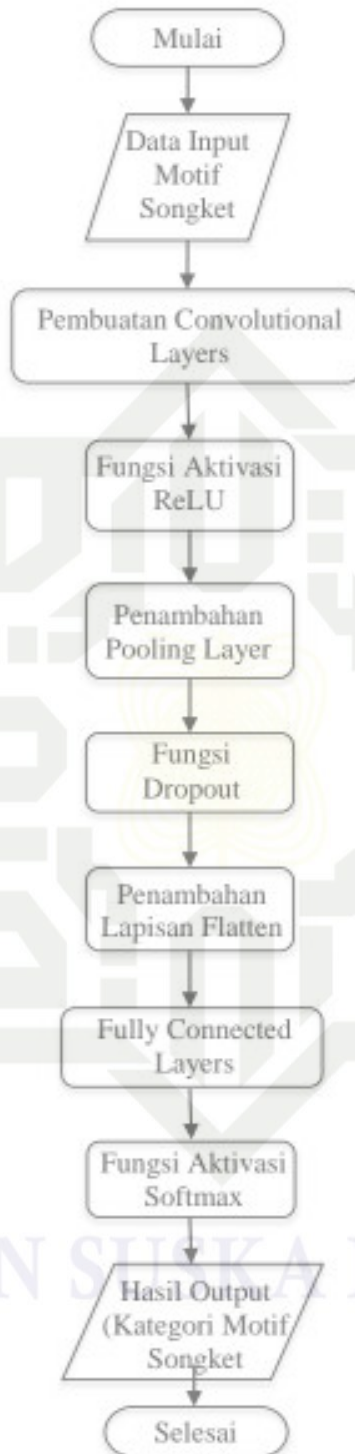 Mulai
Data Input
Motif
Songket
Pembuatan Convolutional
Layers
Fungsi Aktivasi
ReLU
Penambahan
Pooling Layer
Fungsi
Dropout
Penambahan
Lapisan Flatten
Fully Connected
Layers
Fungsi Aktivasi
Softmax
N SUSKA
Hasil Output
(Kategori Motif
Songket
Selesai